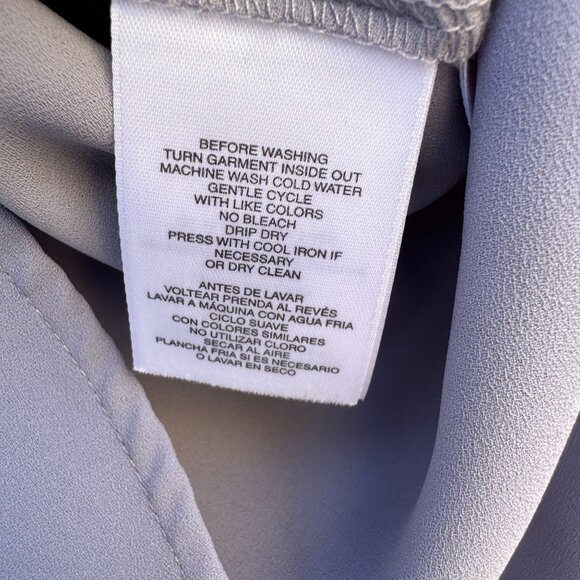 BEFORE WASHING
TURN GARMENT INSIDE OUT
MACHINE WASH COLD WATER
GENTLE CYCLE
WITH LIKE COLORS
NO BLEACH
DRIP DRY
PRESS WITH COOL IRON IF
NECESSARY
OR DRY CLEAN
ANTES DE LAVAR
VOLTEAR PRENDA AL REVÉS
LAVAR A MÁQUINA CON AGUA FRIA
CICLO SUAVE
CON COLORES SIMILARES
NO UTILIZAR CLORO
SECAR AL AIRE
PLANCHA FRIA SI ES NECESARIO
O LAVAR EN SECO